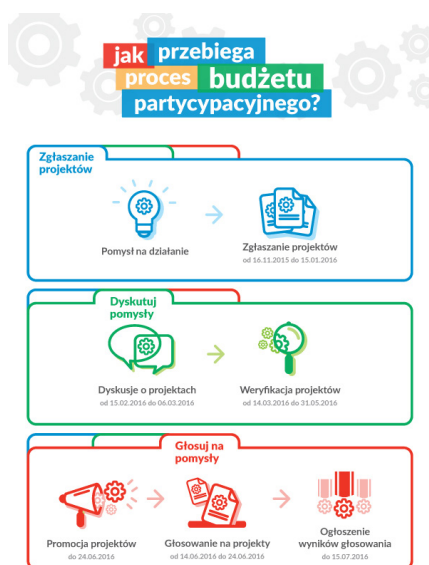 jak przebiega
proces budżetu
partycypacyjnego?
Zgłaszanie
projektów
Pomysł na działanie
Zgłaszanie projektów
od 16.11.2015 do 15.01.2016
Dyskutuj
pomysły
Dyskusje o projektach
od 15.02.2016 do 06.03.2016
Weryfikacja projektów
od 14.03.2016 do 31.05.2016
Głosuj na
pomysły
Promocja projektów
do 24.06.2016
Głosowanie na projekty
od 14.06.2016 do 24.06.2016
Ogłoszenie
wyników głosowania
do 15.07.2016